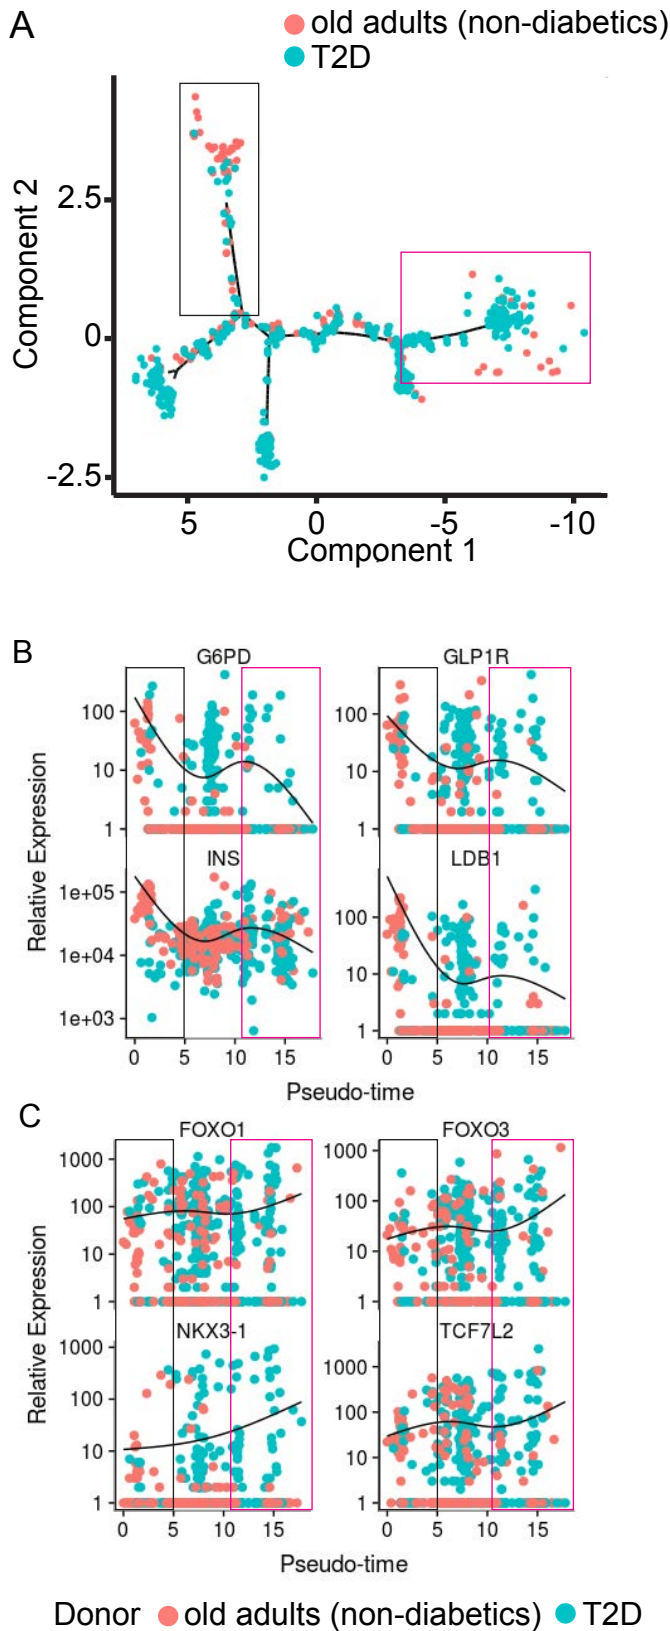 A
old adults (non-diabetics)
T2D
Component 2
2.5
0
-2.5
5 0 -5 -10
Component 1
B
G6PD GLP1R
100 100
10 10
1 1
Relative Expression
INS LDB1
1e+05 100
1e+04 10
1e+03 1
0 5 10 15 0 5 10 15
Pseudo-time
C
FOXO1 FOXO3
1000 1000
100 100
10 10
1 1
Relative Expression
NKX3-1 TCF7L2
1000 1000
100 100
10 10
1 1
0 5 10 15 0 5 10 15
Pseudo-time
Donor old adults (non-diabetics) T2D